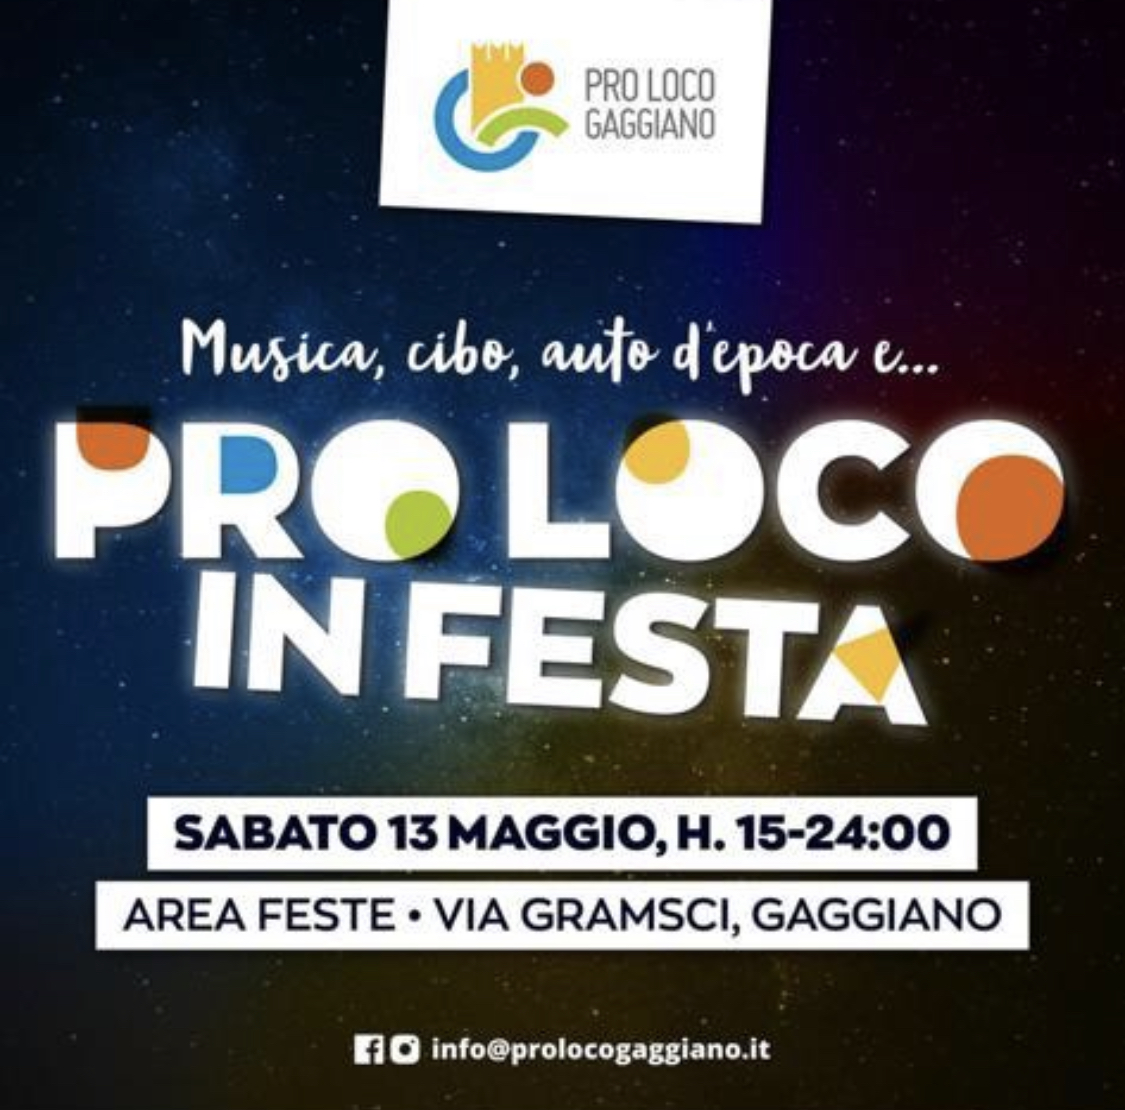 PRO LOCO
GAGGIANO
Musica, cibo, auto d'epoca e...
PRO LOCO
IN FESTA
SABATO 13 MAGGIO, H. 15-24:00
AREA FESTE • VIA GRAMSCI, GAGGIANO
info@prolocogaggiano.it